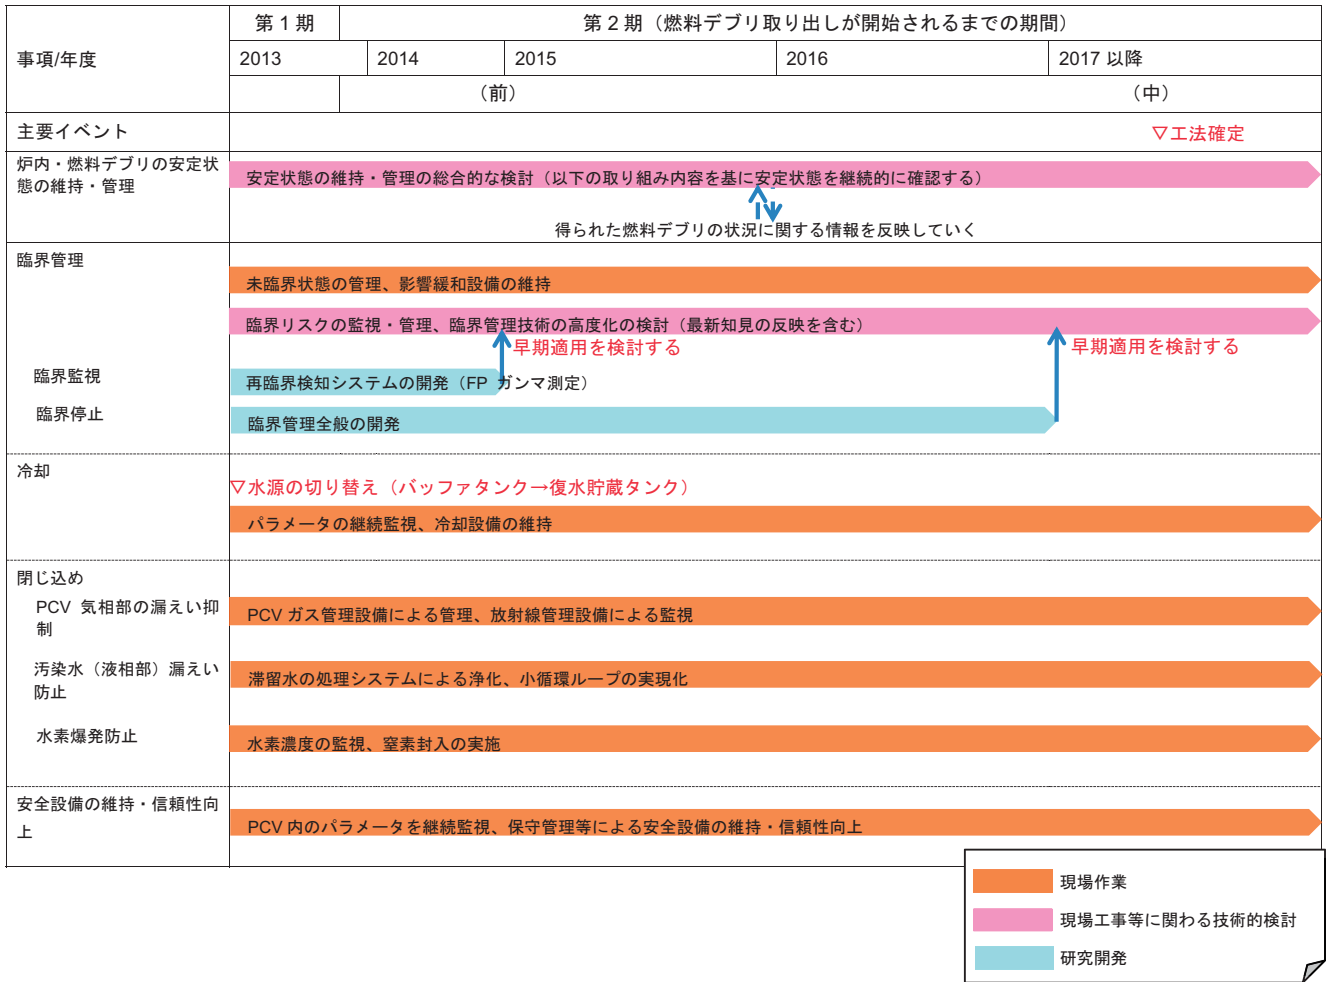 第１期
第２期（燃料デブリ取り出しが開始されるまでの期間）
事項/年度
2013
2014
2015
2016
2017 以降
（前）
（中）
主要イベント
▽工法確定
炉内・燃料デブリの安定状
態の維持・管理
安定状態の維持・管理の総合的な検討（以下の取り組み内容を基に安定状態を継続的に確認する）
得られた燃料デブリの状況に関する情報を反映していく
臨界管理
未臨界状態の管理、影響緩和設備の維持
臨界リスクの監視・管理、臨界管理技術の高度化の検討（最新知見の反映を含む）
早期適用を検討する
早期適用を検討する
臨界監視
再臨界検知システムの開発（FP ガンマ測定）
臨界停止
臨界管理全般の開発
冷却
▽水源の切り替え（バッファタンク→復水貯蔵タンク）
パラメータの継続監視、冷却設備の維持
閉じ込め
PCV 気相部の漏えい抑
制
PCV ガス管理設備による管理、放射線管理設備による監視
汚染水（液相部）漏えい
防止
滞留水の処理システムによる浄化、小循環ループの実現化
水素爆発防止
水素濃度の監視、窒素封入の実施
安全設備の維持・信頼性向
上
PCV 内のパラメータを継続監視、保守管理等による安全設備の維持・信頼性向上
現場作業
現場工事等に関わる技術的検討
研究開発